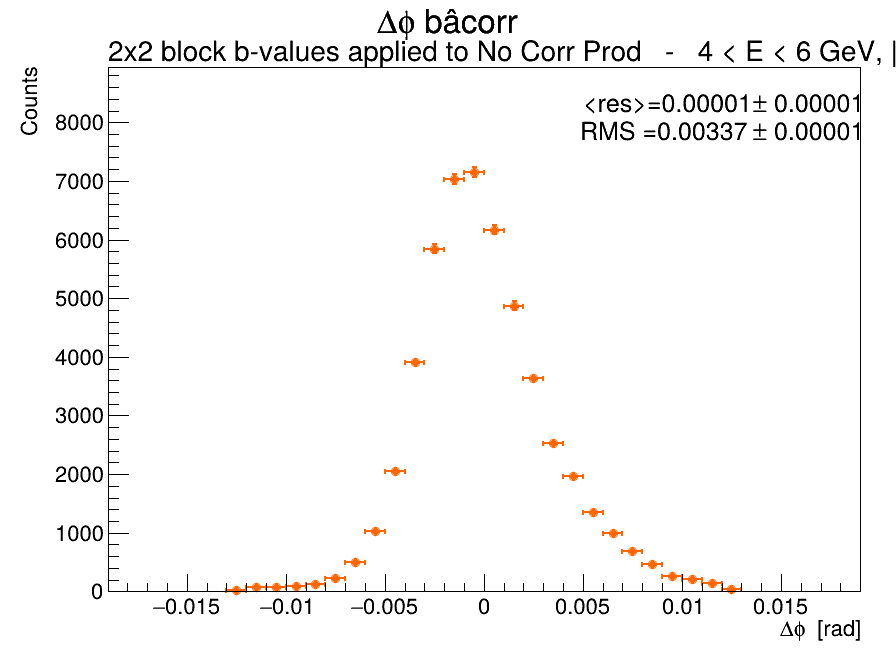 Δϕ bâcorr
2x2 block b-values applied to No Corr Prod - 4 < E < 6 GeV, |
Counts
<res>=0.00001± 0.00001
RMS =0.00337 ± 0.00001
8000
7000
6000
5000
4000
3000
2000
1000
0
−0.015 −0.01 −0.005 0 0.005 0.01 0.015
Δϕ [rad]